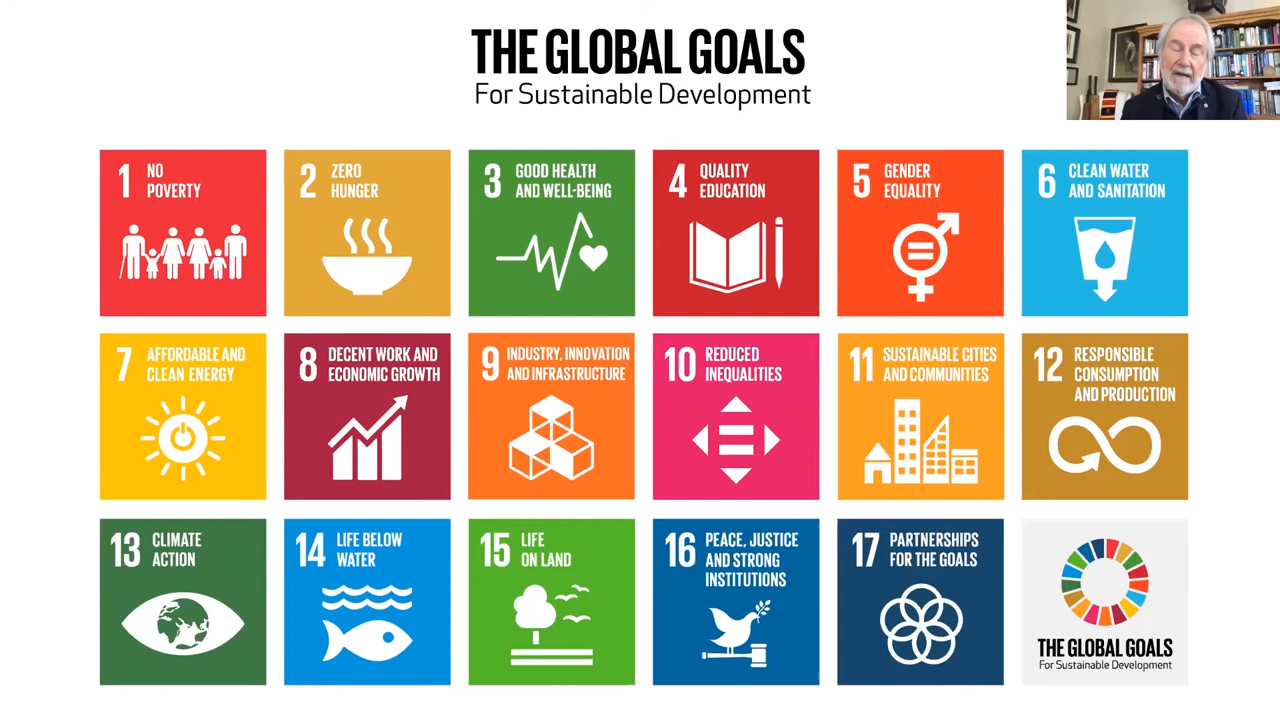 THE GLOBAL GOALS
For Sustainable Development
1 NO
POVERTY
2 ZERO
HUNGER
3 GOOD HEALTH
AND WELL-BEING
4 QUALITY
EDUCATION
5 GENDER
EQUALITY
6 CLEAN WATER
AND SANITATION
7 AFFORDABLE AND
CLEAN ENERGY
8 DECENT WORK AND
ECONOMIC GROWTH
9 INDUSTRY, INNOVATION
AND INFRASTRUCTURE
10 REDUCED
INEQUALITIES
11 SUSTAINABLE CITIES
AND COMMUNITIES
12 RESPONSIBLE
CONSUMPTION
AND PRODUCTION
13 CLIMATE
ACTION
14 LIFE BELOW
WATER
15 LIFE
ON LAND
16 PEACE, JUSTICE
AND STRONG
INSTITUTIONS
17 PARTNERSHIPS
FOR THE GOALS
THE GLOBAL GOALS
For Sustainable Development